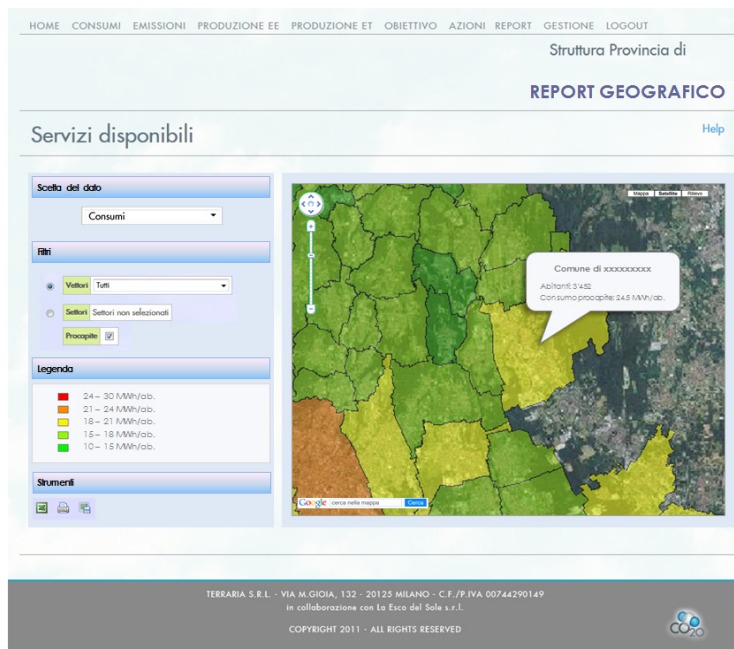 HOME CONSUMI EMISSIONI PRODUZIONE EE PRODUZIONE ET OBIETTIVO AZIONI REPORT GESTIONE LOGOUT
Struttura Provincia di
REPORT GEOGRAFICO
Servizi disponibili
Help
Scelta del dato
Consumi
Filtri
Vettori Tutti
Settori Settori non selezionati
Procapite
Legenda
24 – 30 MWh/ab.
21 – 24 MWh/ab.
18 – 21 MWh/ab.
15 – 18 MWh/ab.
10 – 15 MWh/ab.
Strumenti
Mappa Satellite Rilievo
Comune di xxxxxxxxx
Abitanti: 3'452
Consumo procapite: 24.5 MWh/ab.
Google cerca nella mappa Cerca
TERRARIA S.R.L. - VIA M.GIOIA, 132 - 20125 MILANO - C.F./P.IVA 00744290149
in collaborazione con La Esco del Sole s.r.l.
COPYRIGHT 2011 - ALL RIGHTS RESERVED
CO20